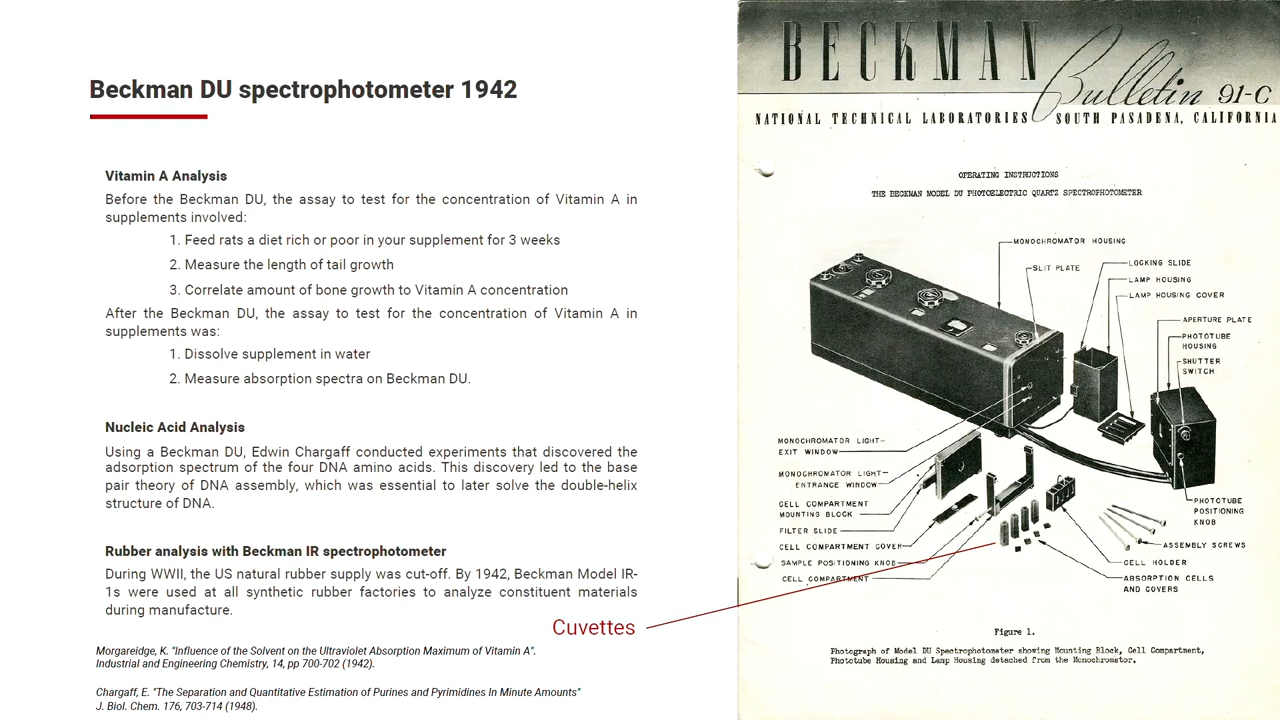 Beckman DU spectrophotometer 1942
Vitamin A Analysis
Before the Beckman DU, the assay to test for the concentration of Vitamin A in
supplements involved:
1. Feed rats a diet rich or poor in your supplement for 3 weeks
2. Measure the length of tail growth
3. Correlate amount of bone growth to Vitamin A concentration
After the Beckman DU, the assay to test for the concentration of Vitamin A in
supplements was:
1. Dissolve supplement in water
2. Measure absorption spectra on Beckman DU.
Nucleic Acid Analysis
Using a Beckman DU, Edwin Chargaff conducted experiments that discovered the
adsorption spectrum of the four DNA amino acids. This discovery led to the base
pair theory of DNA assembly, which was essential to later solve the double-helix
structure of DNA.
Rubber analysis with Beckman IR spectrophotometer
During WWII, the US natural rubber supply was cut-off. By 1942, Beckman Model IR-
1s were used at all synthetic rubber factories to analyze constituent materials
during manufacture.
Cuvettes
Morgareidge, K. "Influence of the Solvent on the Ultraviolet Absorption Maximum of Vitamin A".
Industrial and Engineering Chemistry, 14, pp 700-702 (1942).
Chargaff, E. "The Separation and Quantitative Estimation of Purines and Pyrimidines In Minute Amounts"
J. Biol. Chem. 176, 703-714 (1948).
BECKMAN
Bulletin 91-C
NATIONAL TECHNICAL LABORATORIES SOUTH PASADENA, CALIFORNIA
OPERATING INSTRUCTIONS
THE BECKMAN MODEL DU PHOTOELECTRIC QUARTZ SPECTROPHOTOMETER
MONOCHROMATOR HOUSING
SLIT PLATE
LOCKING SLIDE
LAMP HOUSING
LAMP HOUSING COVER
APERTURE PLATE
PHOTOTUBE
HOUSING
SHUTTER
SWITCH
MONOCHROMATOR LIGHT-
EXIT WINDOW
MONOCHROMATOR LIGHT-
ENTRANCE WINDOW
CELL COMPARTMENT
MOUNTING BLOCK
FILTER SLIDE
CELL COMPARTMENT COVER
SAMPLE POSITIONING KNOB
CELL COMPARTMENT
PHOTOTUBE
POSITIONING
KNOB
ASSEMBLY SCREWS
CELL HOLDER
ABSORPTION CELLS
AND COVERS
Figure 1.
Photograph of Model DU Spectrophotometer showing Mounting Block, Cell Compartment,
Phototube Housing and Lamp Housing detached from the Monochromator.